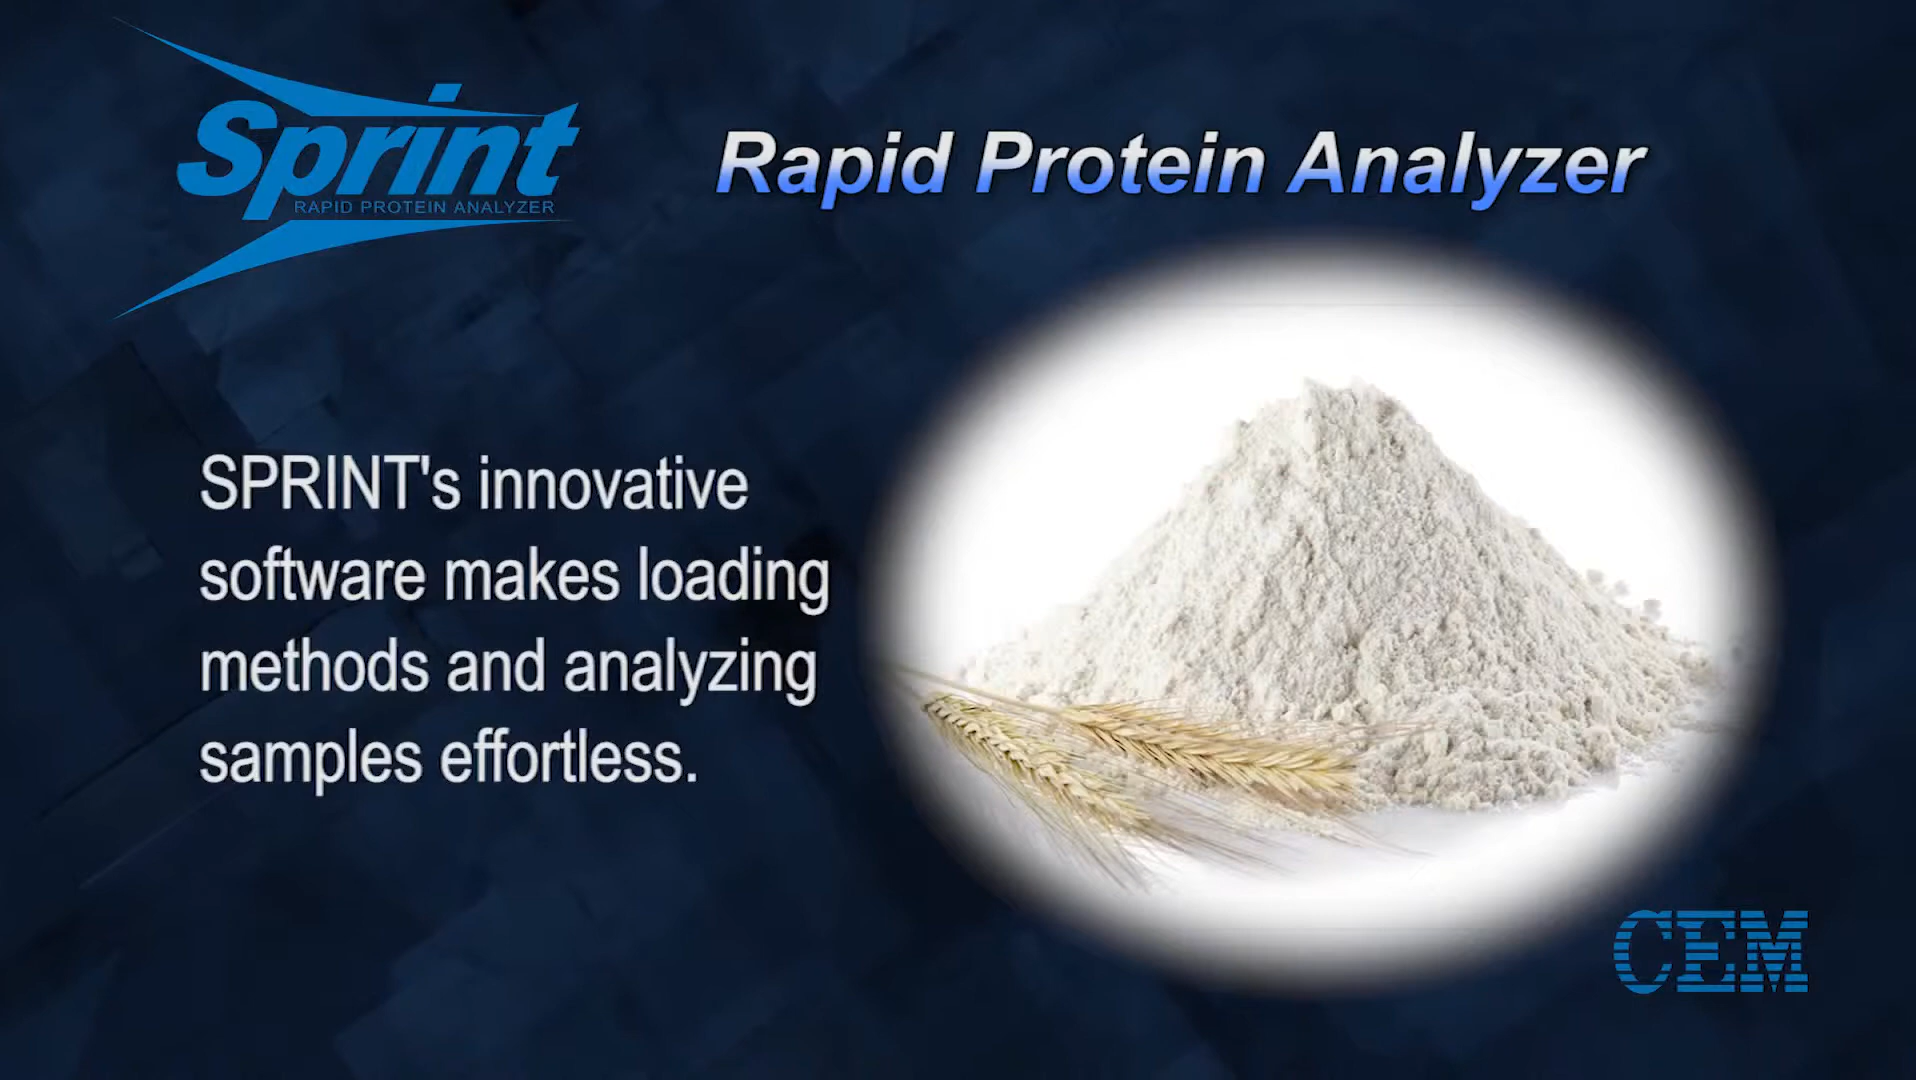 Sprint
RAPID PROTEIN ANALYZER
Rapid Protein Analyzer
SPRINT's innovative
software makes loading
methods and analyzing
samples effortless.
CEM